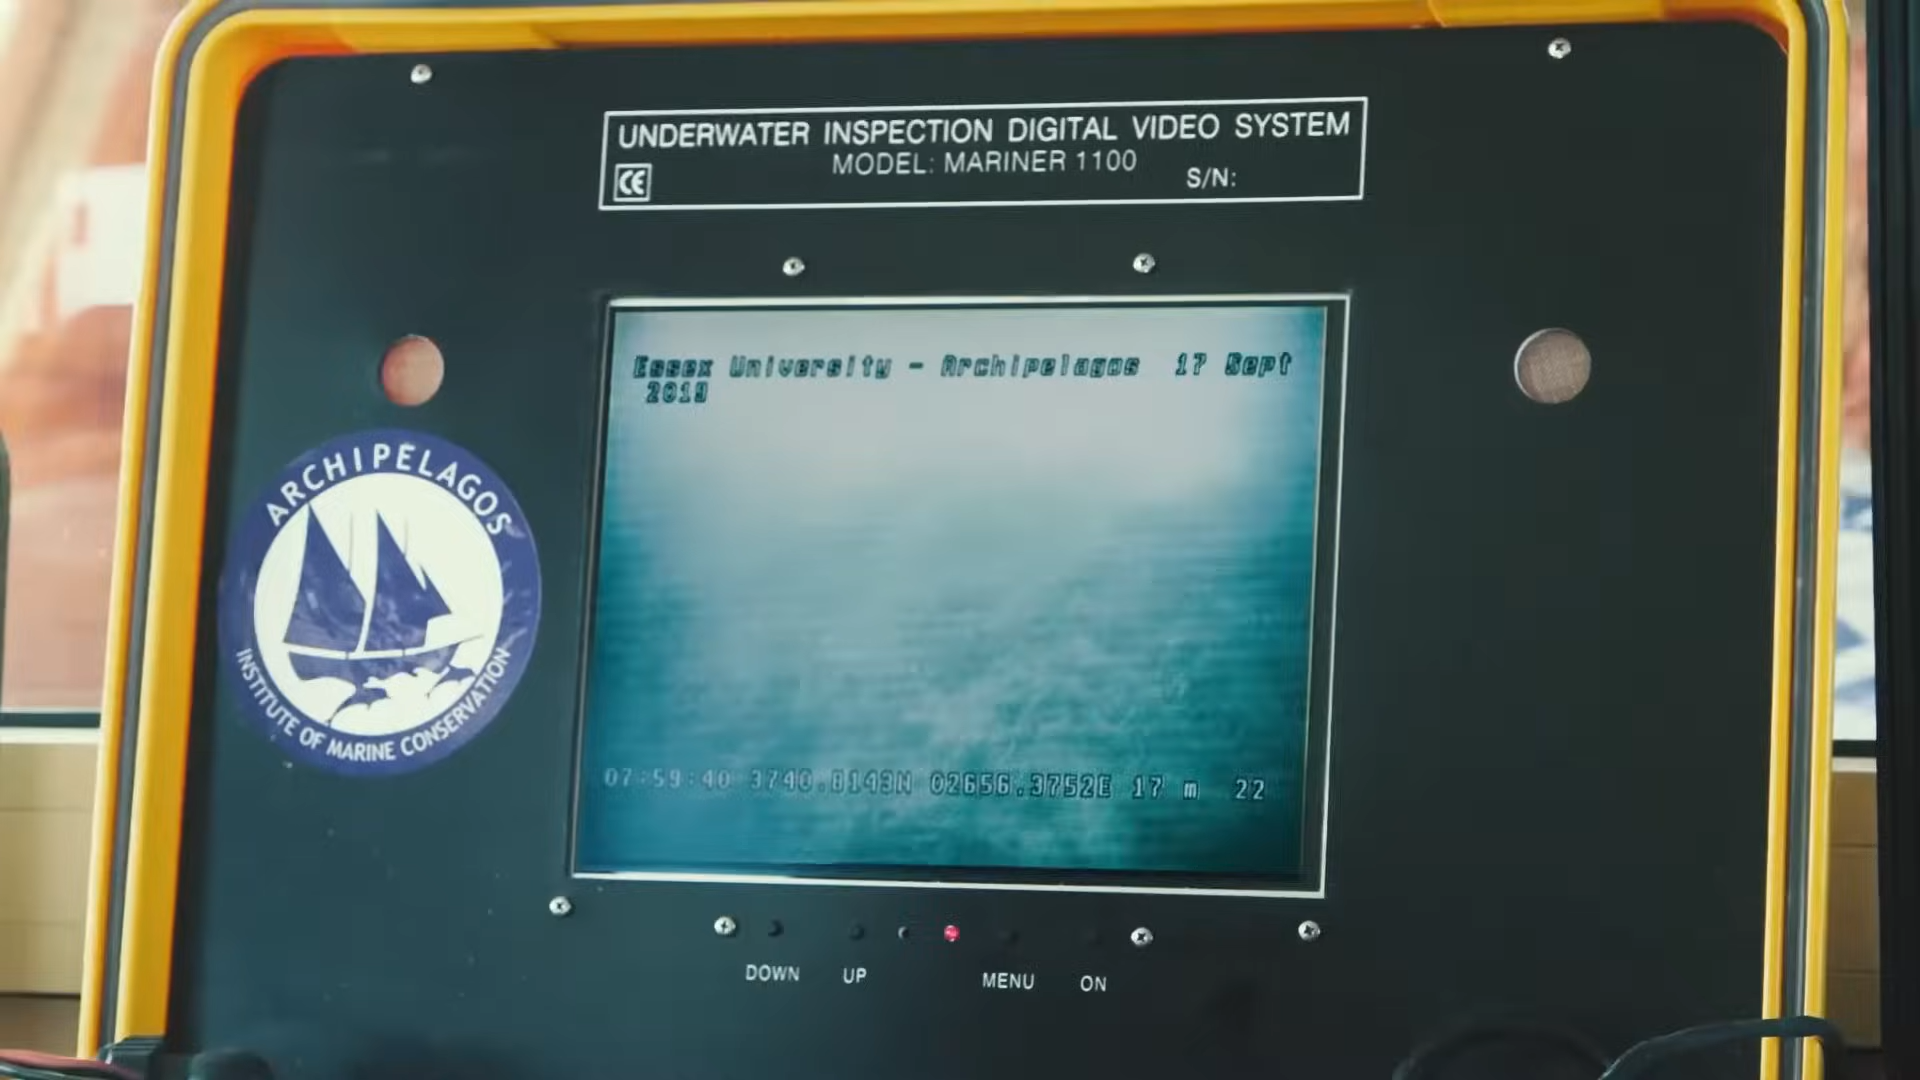 UNDERWATER INSPECTION DIGITAL VIDEO SYSTEM
MODEL: MARINER 1100
CE
S/N:
Essex University - Archipelagos 17 Sept
2019
ARCHIPELAGOS
INSTITUTE OF MARINE CONSERVATION
07:59:40 3740.8143N 02656.3752E 17 m 22
DOWN
UP
MENU
ON